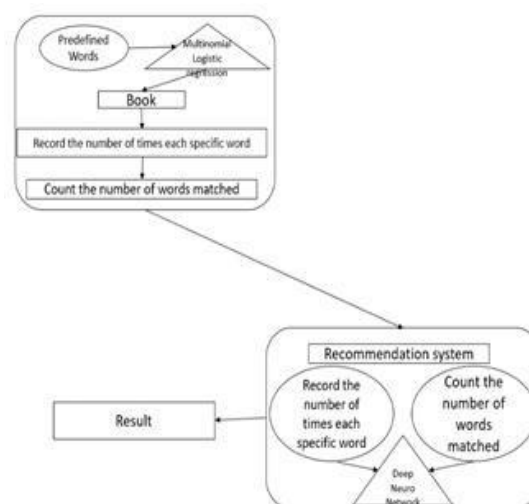 Predefined
Words
Multinomial
Logistic
regrission
Book
Record the number of times each specific word
Count the number of words matched
Recommendation system
Record the
number of
times each
specific word
Count the
number of
words
matched
Result
Deep
Neuro
Network